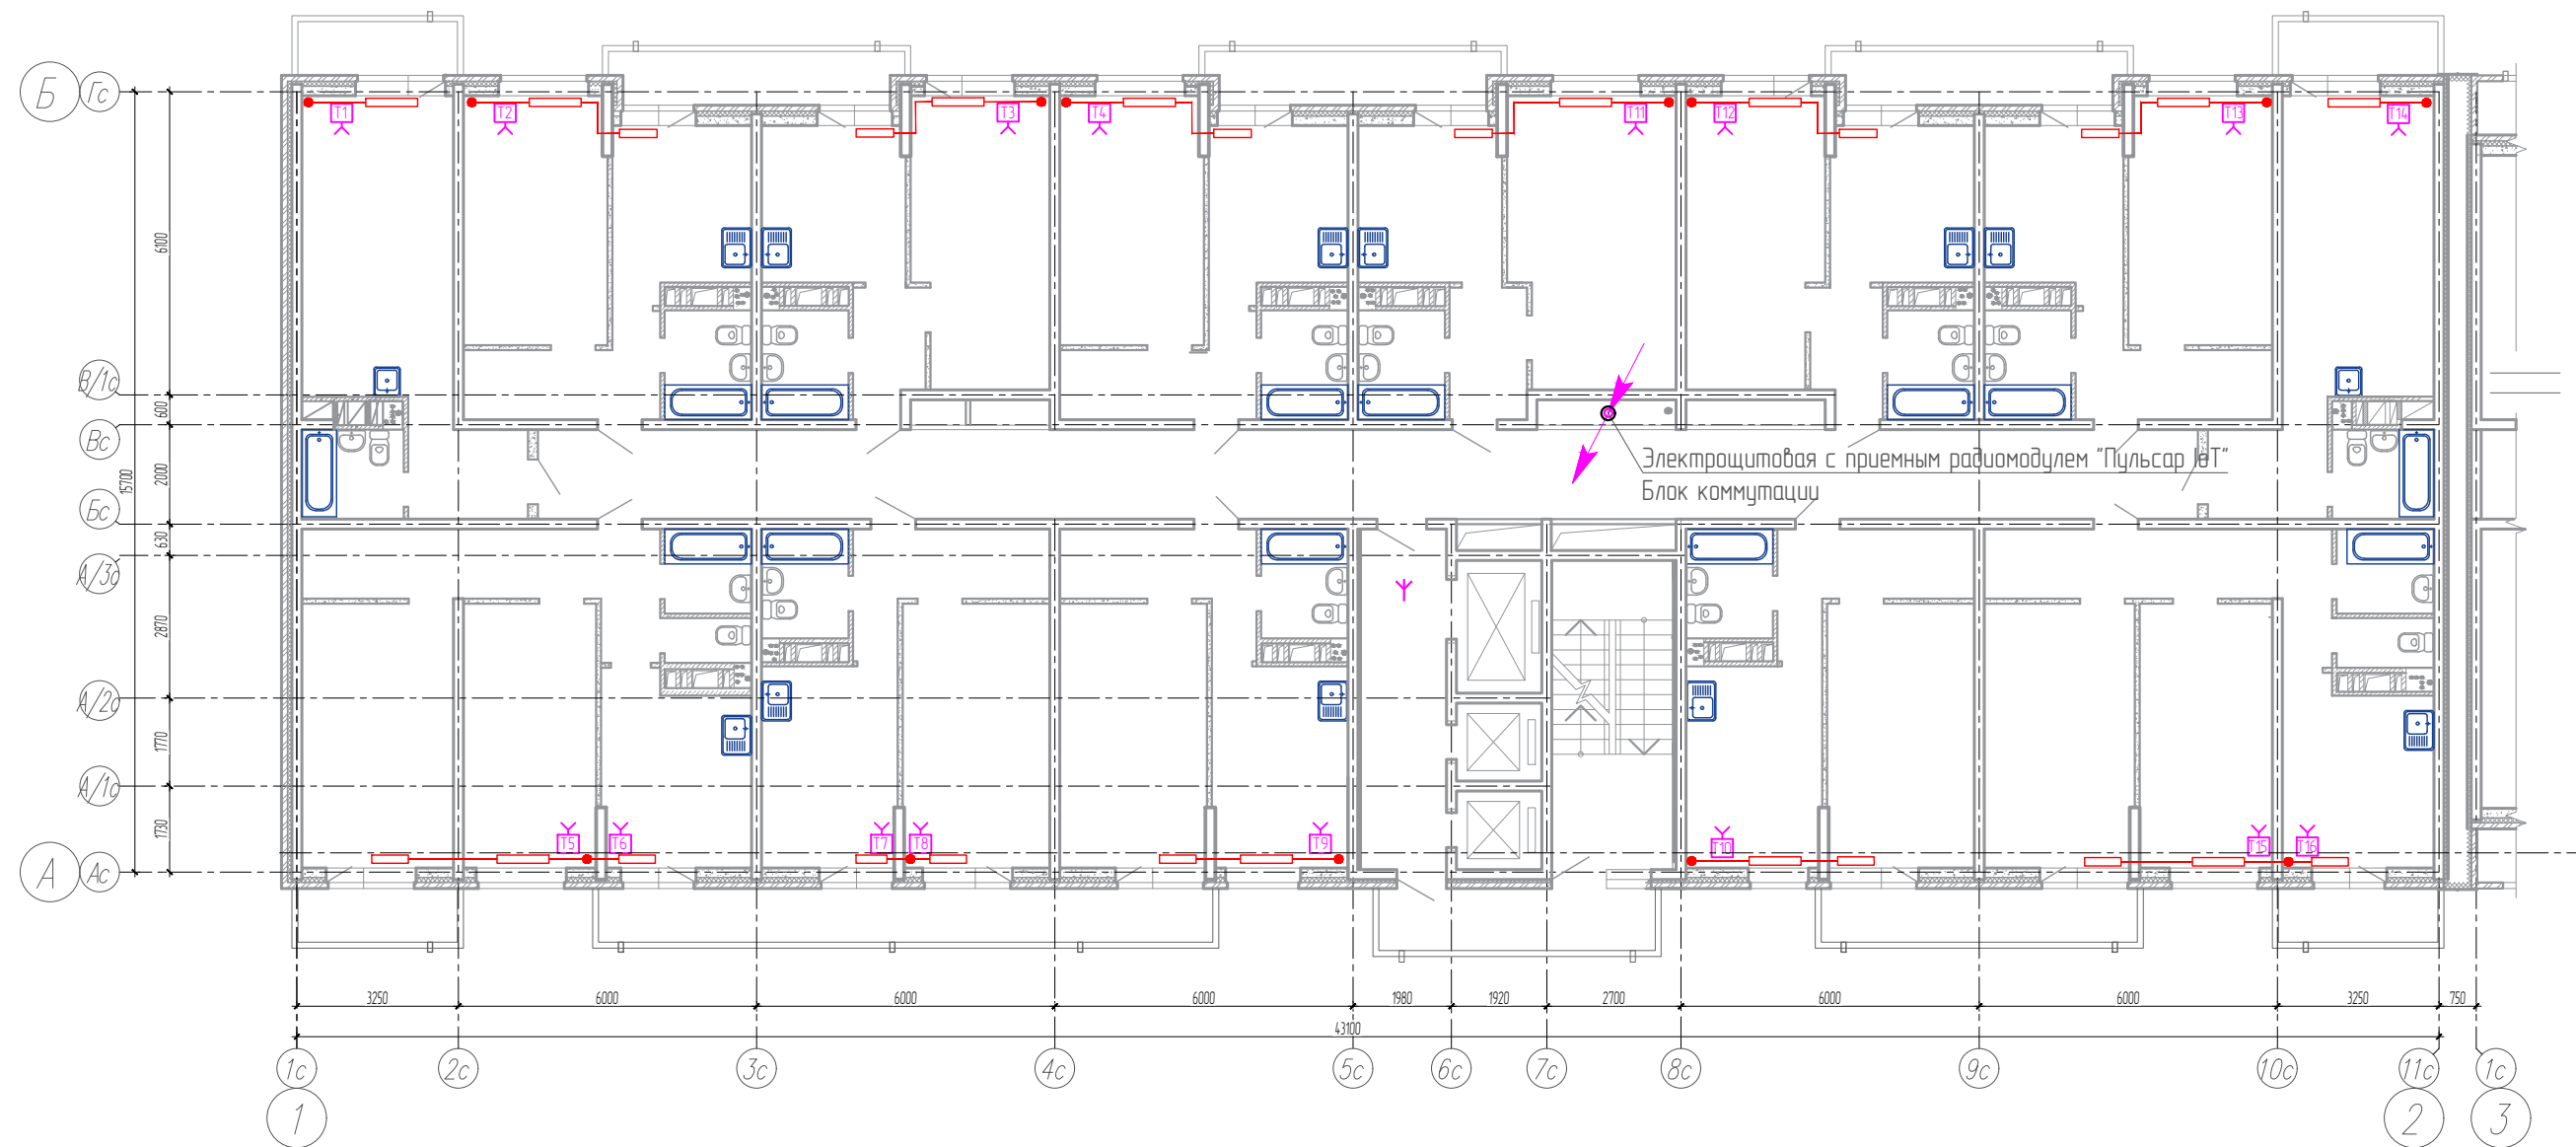 Б
Гс
Т1
Т2
Т3
Т4
Т11
Т12
Т13
Т14
6100
В/1с
600
Вс
15700
2000
Бс
630
А/3с
2870
А/2с
1770
А/1с
1730
А
Ас
Электрощитовая с приемным радиомодулем "Пульсар IoT"
Блок коммутации
Т5
Т6
Т7
Т8
Т9
Т10
Т15
Т16
3250
6000
6000
6000
1980
1920
2700
6000
6000
3250
750
43100
1с
2с
3с
4с
5с
6с
7с
8с
9с
10с
11с
1с
1
2
3